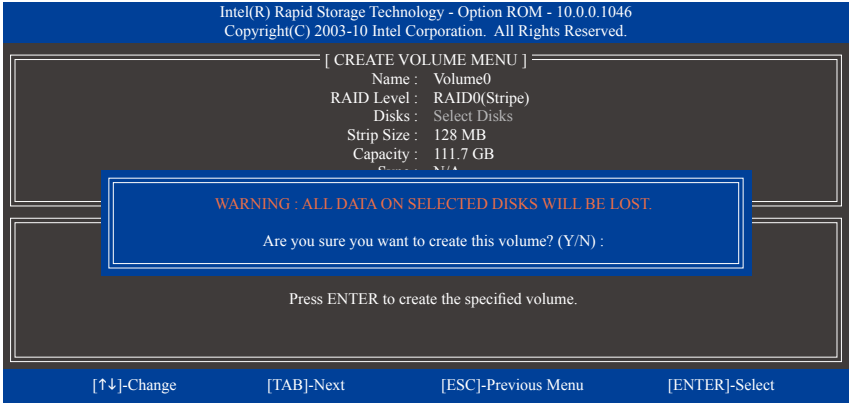 Intel(R) Rapid Storage Technology - Option ROM - 10.0.0.1046
Copyright(C) 2003-10 Intel Corporation. All Rights Reserved.
[ CREATE VOLUME MENU ]
Name : Volume0
RAID Level : RAID0(Stripe)
Disks : Select Disks
Strip Size : 128 MB
Capacity : 111.7 GB
Sync : N/A
WARNING : ALL DATA ON SELECTED DISKS WILL BE LOST.
Are you sure you want to create this volume? (Y/N) :
Press ENTER to create the specified volume.
[↑↓]-Change [TAB]-Next [ESC]-Previous Menu [ENTER]-Select